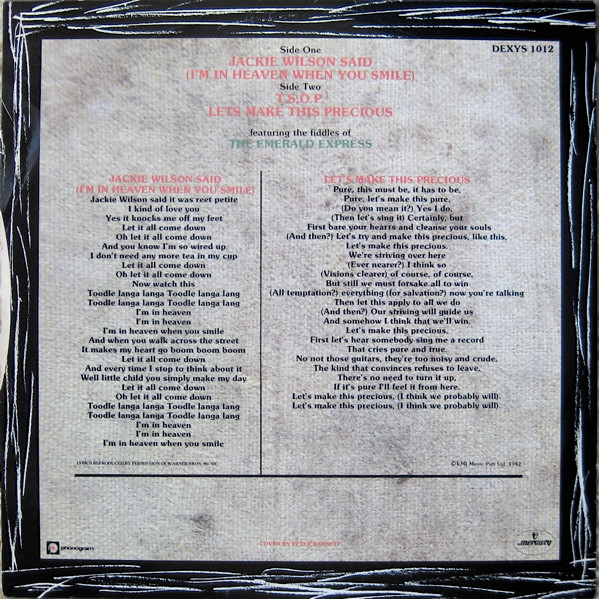 Side One
DEXYS 1012
JACKIE WILSON SAID
(I'M IN HEAVEN WHEN YOU SMILE)
Side Two
T.S.O.P
LETS MAKE THIS PRECIOUS
featuring the fiddles of
THE EMERALD EXPRESS
JACKIE WILSON SAID
(I'M IN HEAVEN WHEN YOU SMILE)
Jackie Wilson said it was reet petite
I kind of love you
Yes it knocks me off my feet
Let it all come down
Oh let it all come down
And you know I'm so wired up
I don't need any more tea in my cup
Let it all come down
Oh let it all come down
Now watch this
Toodle langa langa Toodle langa lang
Toodle langa langa Toodle langa lang
I'm in heaven
I'm in heaven
I'm in heaven when you smile
And when you walk across the street
It makes my heart go boom boom boom
Let it all come down
And every time I stop to think about it
Well little child you simply make my day
Let it all come down
Oh let it all come down
Toodle langa langa Toodle langa lang
Toodle langa langa Toodle langa lang
I'm in heaven
I'm in heaven
I'm in heaven when you smile
LYRICS REPRODUCED BY PERMISSION OF WARNER BROS. MUSIC
LET'S MAKE THIS PRECIOUS
Pure, this must be, it has to be,
Pure, let's make this pure,
(Do you mean it?) Yes I do,
(Then let's sing it) Certainly, but
First bare your hearts and cleanse your souls
(And then?) Let's try and make this precious, like this,
Let's make this precious.
We're striving over here
(Ever nearer?) I think so
(Visions clearer) of course, of course,
But still we must forsake all to win
(All temptation?) everything (for salvation?) now you're talking
Then let this apply to all we do
(And then?) Our striving will guide us
And somehow I think that we'll win.
Let's make this precious,
First let's hear somebody sing me a record
That cries pure and true.
No not those guitars, they're too noisy and crude.
The kind that convinces refuses to leave,
There's no need to turn it up,
If it's pure I'll feel it from here.
Let's make this precious, (I think we probably will).
Let's make this precious, (I think we probably will).
©EMI Music Pub Ltd. 1982
phonogram
COVER BY PETER BARRETT
mercury